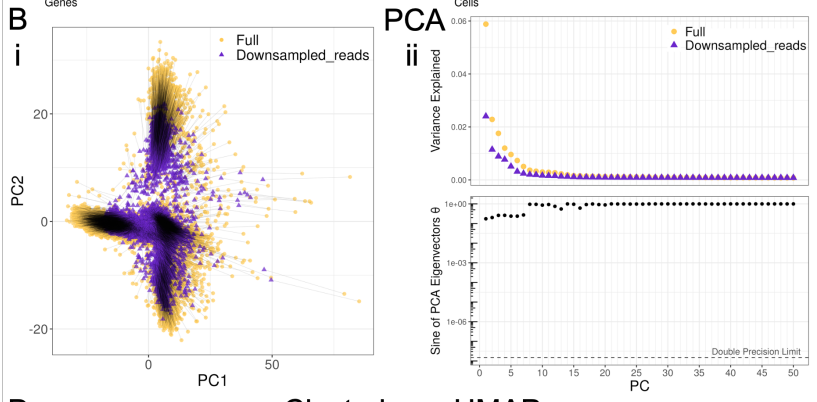 Genes
Cells
B
PCA
i
Full
Downsampled_reads
20
0
-20
PC2
0
50
PC1
ii
Full
Downsampled_reads
0.06
0.04
0.02
0.00
Variance Explained
1e+00
1e-03
1e-06
Sine of PCA Eigenvectors θ
Double Precision Limit
0 5 10 15 20 25 30 35 40 45 50
PC